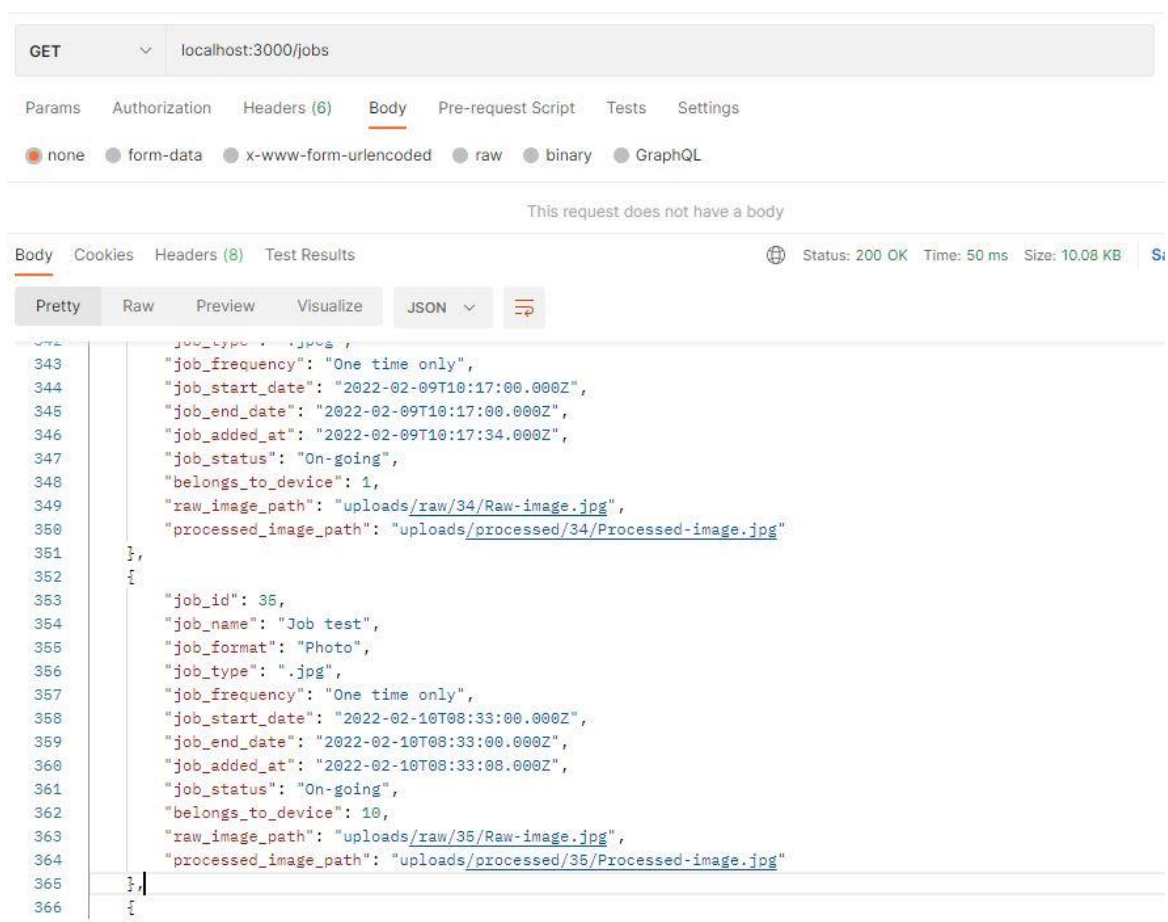 GET localhost:3000/jobs
Params Authorization Headers (6) Body Pre-request Script Tests Settings
none form-data x-www-form-urlencoded raw binary GraphQL
This request does not have a body
Body Cookies Headers (8) Test Results Status: 200 OK Time: 50 ms Size: 10.08 KB Sa
Pretty Raw Preview Visualize JSON
342 "job_type": ".jpeg",
343 "job_frequency": "One time only",
344 "job_start_date": "2022-02-09T10:17:00.000Z",
345 "job_end_date": "2022-02-09T10:17:00.000Z",
346 "job_added_at": "2022-02-09T10:17:34.000Z",
347 "job_status": "On-going",
348 "belongs_to_device": 1,
349 "raw_image_path": "uploads/raw/34/Raw-image.jpg",
350 "processed_image_path": "uploads/processed/34/Processed-image.jpg"
351 },
352 {
353 "job_id": 35,
354 "job_name": "Job test",
355 "job_format": "Photo",
356 "job_type": ".jpg",
357 "job_frequency": "One time only",
358 "job_start_date": "2022-02-10T08:33:00.000Z",
359 "job_end_date": "2022-02-10T08:33:00.000Z",
360 "job_added_at": "2022-02-10T08:33:08.000Z",
361 "job_status": "On-going",
362 "belongs_to_device": 10,
363 "raw_image_path": "uploads/raw/35/Raw-image.jpg",
364 "processed_image_path": "uploads/processed/35/Processed-image.jpg"
365 },
366 {